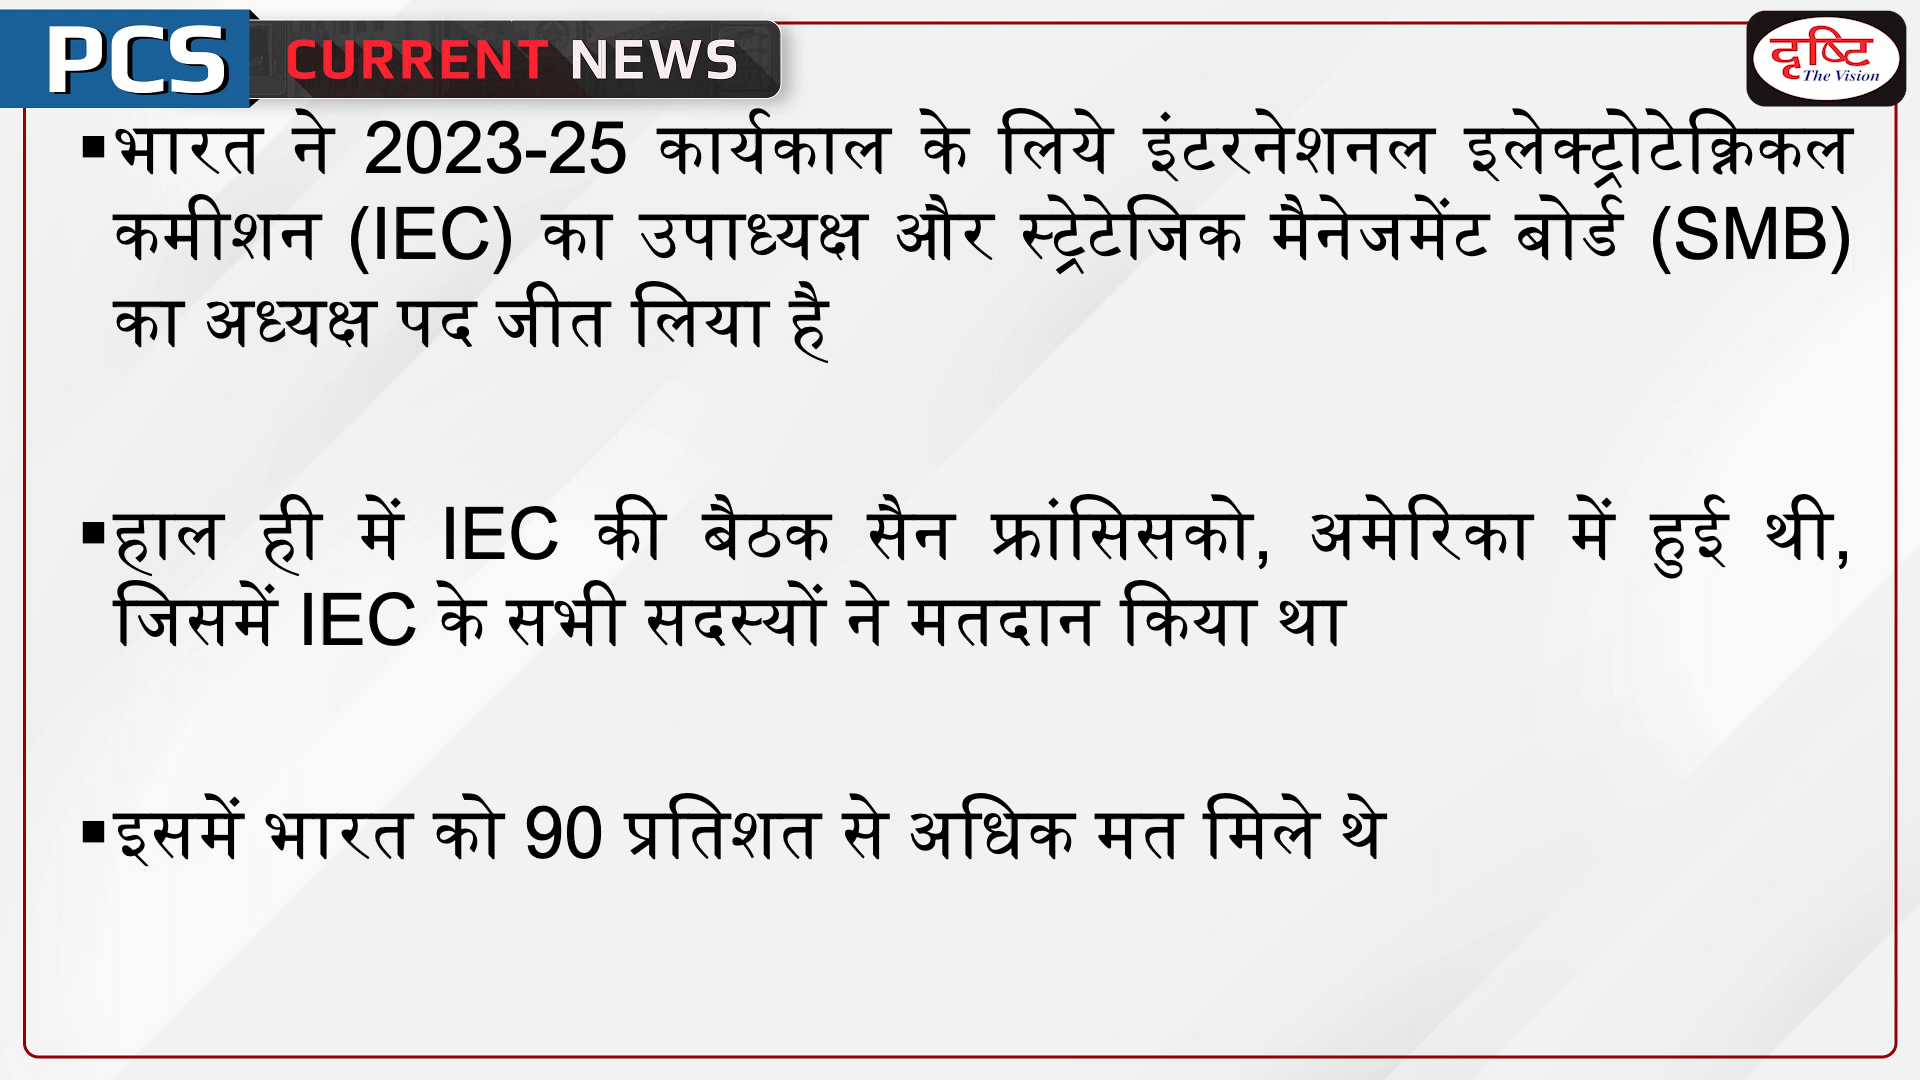 PCS CURRENT NEWS
दृष्टि
The Vision
▪भारत ने 2023-25 कार्यकाल के लिये इंटरनेशनल इलेक्ट्रोटेक्निकल
कमीशन (IEC) का उपाध्यक्ष और स्ट्रेटेजिक मैनेजमेंट बोर्ड (SMB)
का अध्यक्ष पद जीत लिया है
▪हाल ही में IEC की बैठक सैन फ्रांसिसको, अमेरिका में हुई थी,
जिसमें IEC के सभी सदस्यों ने मतदान किया था
▪इसमें भारत को 90 प्रतिशत से अधिक मत मिले थे